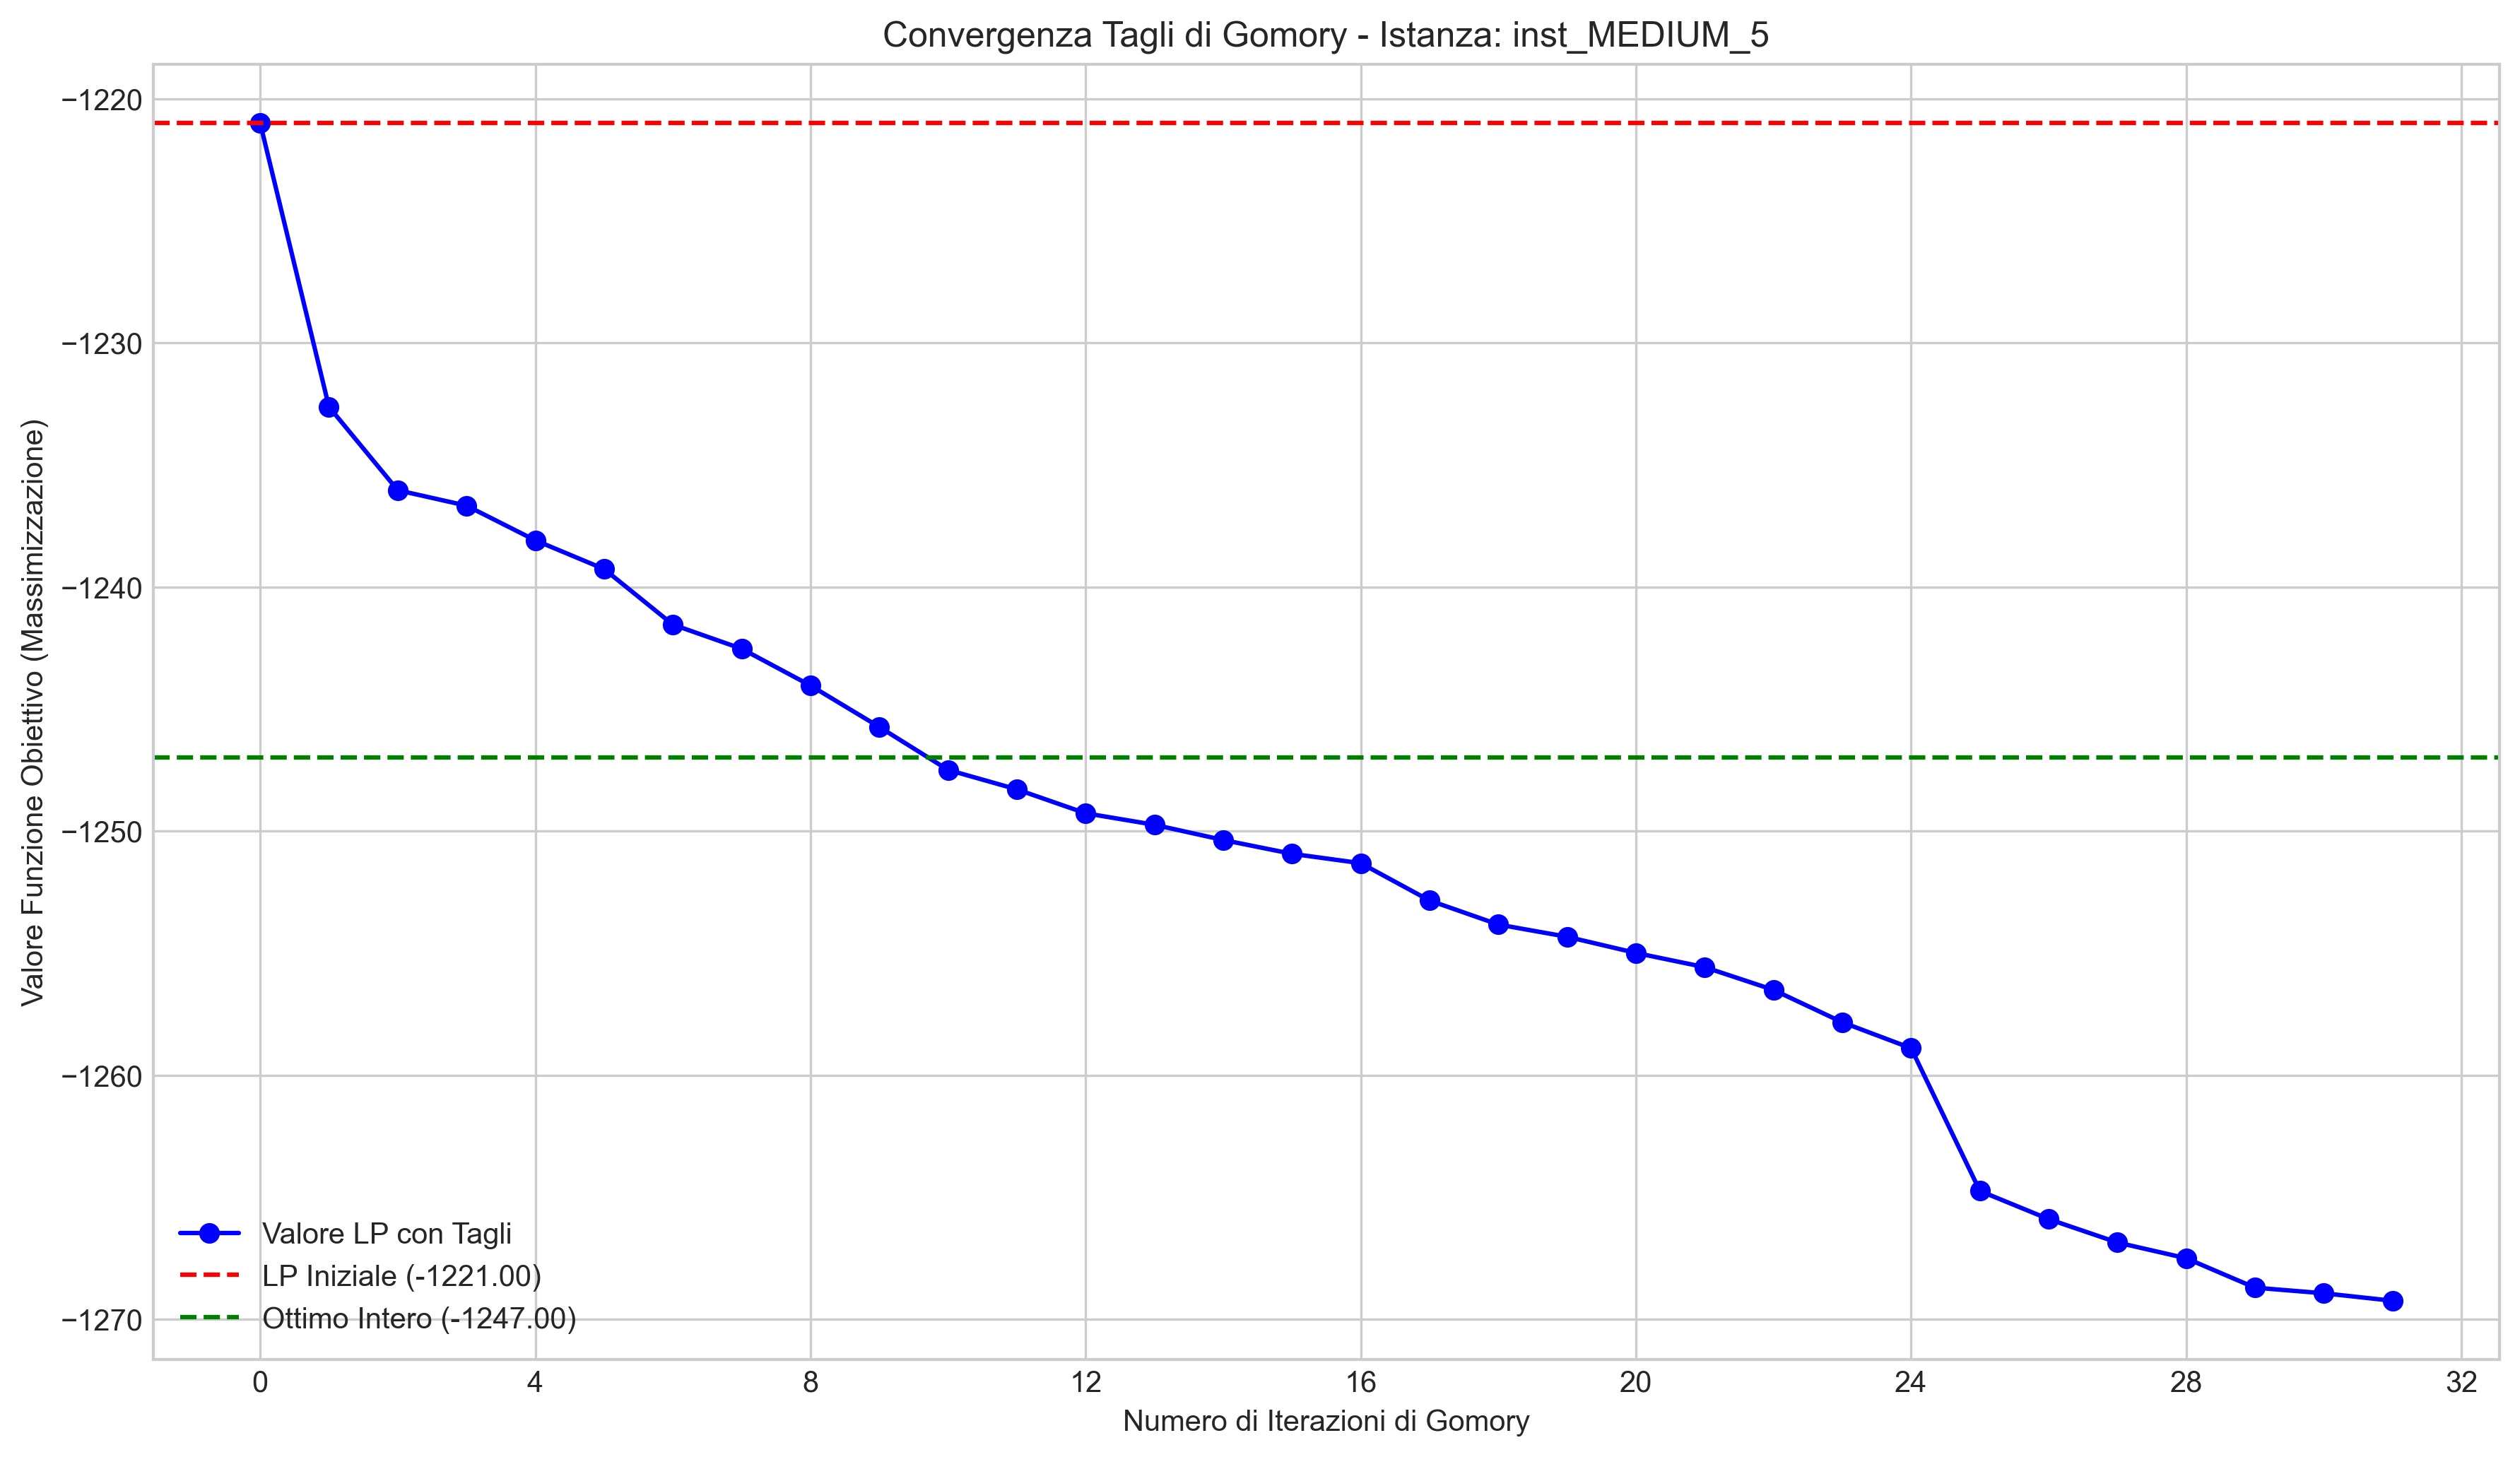 Convergenza Tagli di Gomory - Istanza: inst_MEDIUM_5
Valore Funzione Obiettivo (Massimizzazione)
−1220
−1230
−1240
−1250
−1260
−1270
Valore LP con Tagli
LP Iniziale (-1221.00)
Ottimo Intero (-1247.00)
0 4 8 12 16 20 24 28 32
Numero di Iterazioni di Gomory